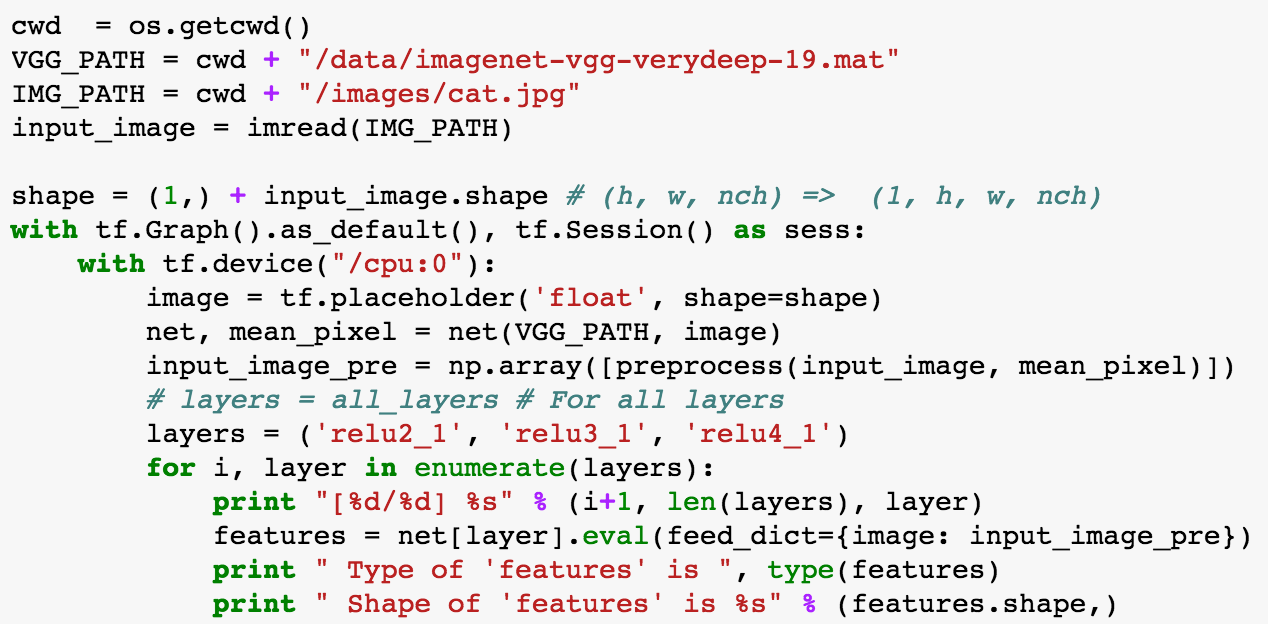 cwd  = os.getcwd()
VGG_PATH = cwd + "/data/imagenet-vgg-verydeep-19.mat"
IMG_PATH = cwd + "/images/cat.jpg"
input_image = imread(IMG_PATH)

shape = (1,) + input_image.shape # (h, w, nch) =>  (1, h, w, nch)
with tf.Graph().as_default(), tf.Session() as sess:
    with tf.device("/cpu:0"):
        image = tf.placeholder('float', shape=shape)
        net, mean_pixel = net(VGG_PATH, image)
        input_image_pre = np.array([preprocess(input_image, mean_pixel)])
        # layers = all_layers # For all layers
        layers = ('relu2_1', 'relu3_1', 'relu4_1')
        for i, layer in enumerate(layers):
            print "[%d/%d] %s" % (i+1, len(layers), layer)
            features = net[layer].eval(feed_dict={image: input_image_pre})
            print " Type of 'features' is ", type(features)
            print " Shape of 'features' is %s" % (features.shape,)